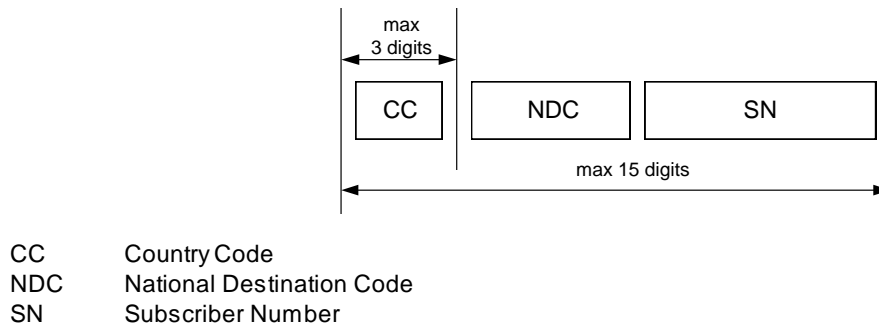 max
3 digits
CC NDC SN
max 15 digits
CC Country Code
NDC National Destination Code
SN Subscriber Number